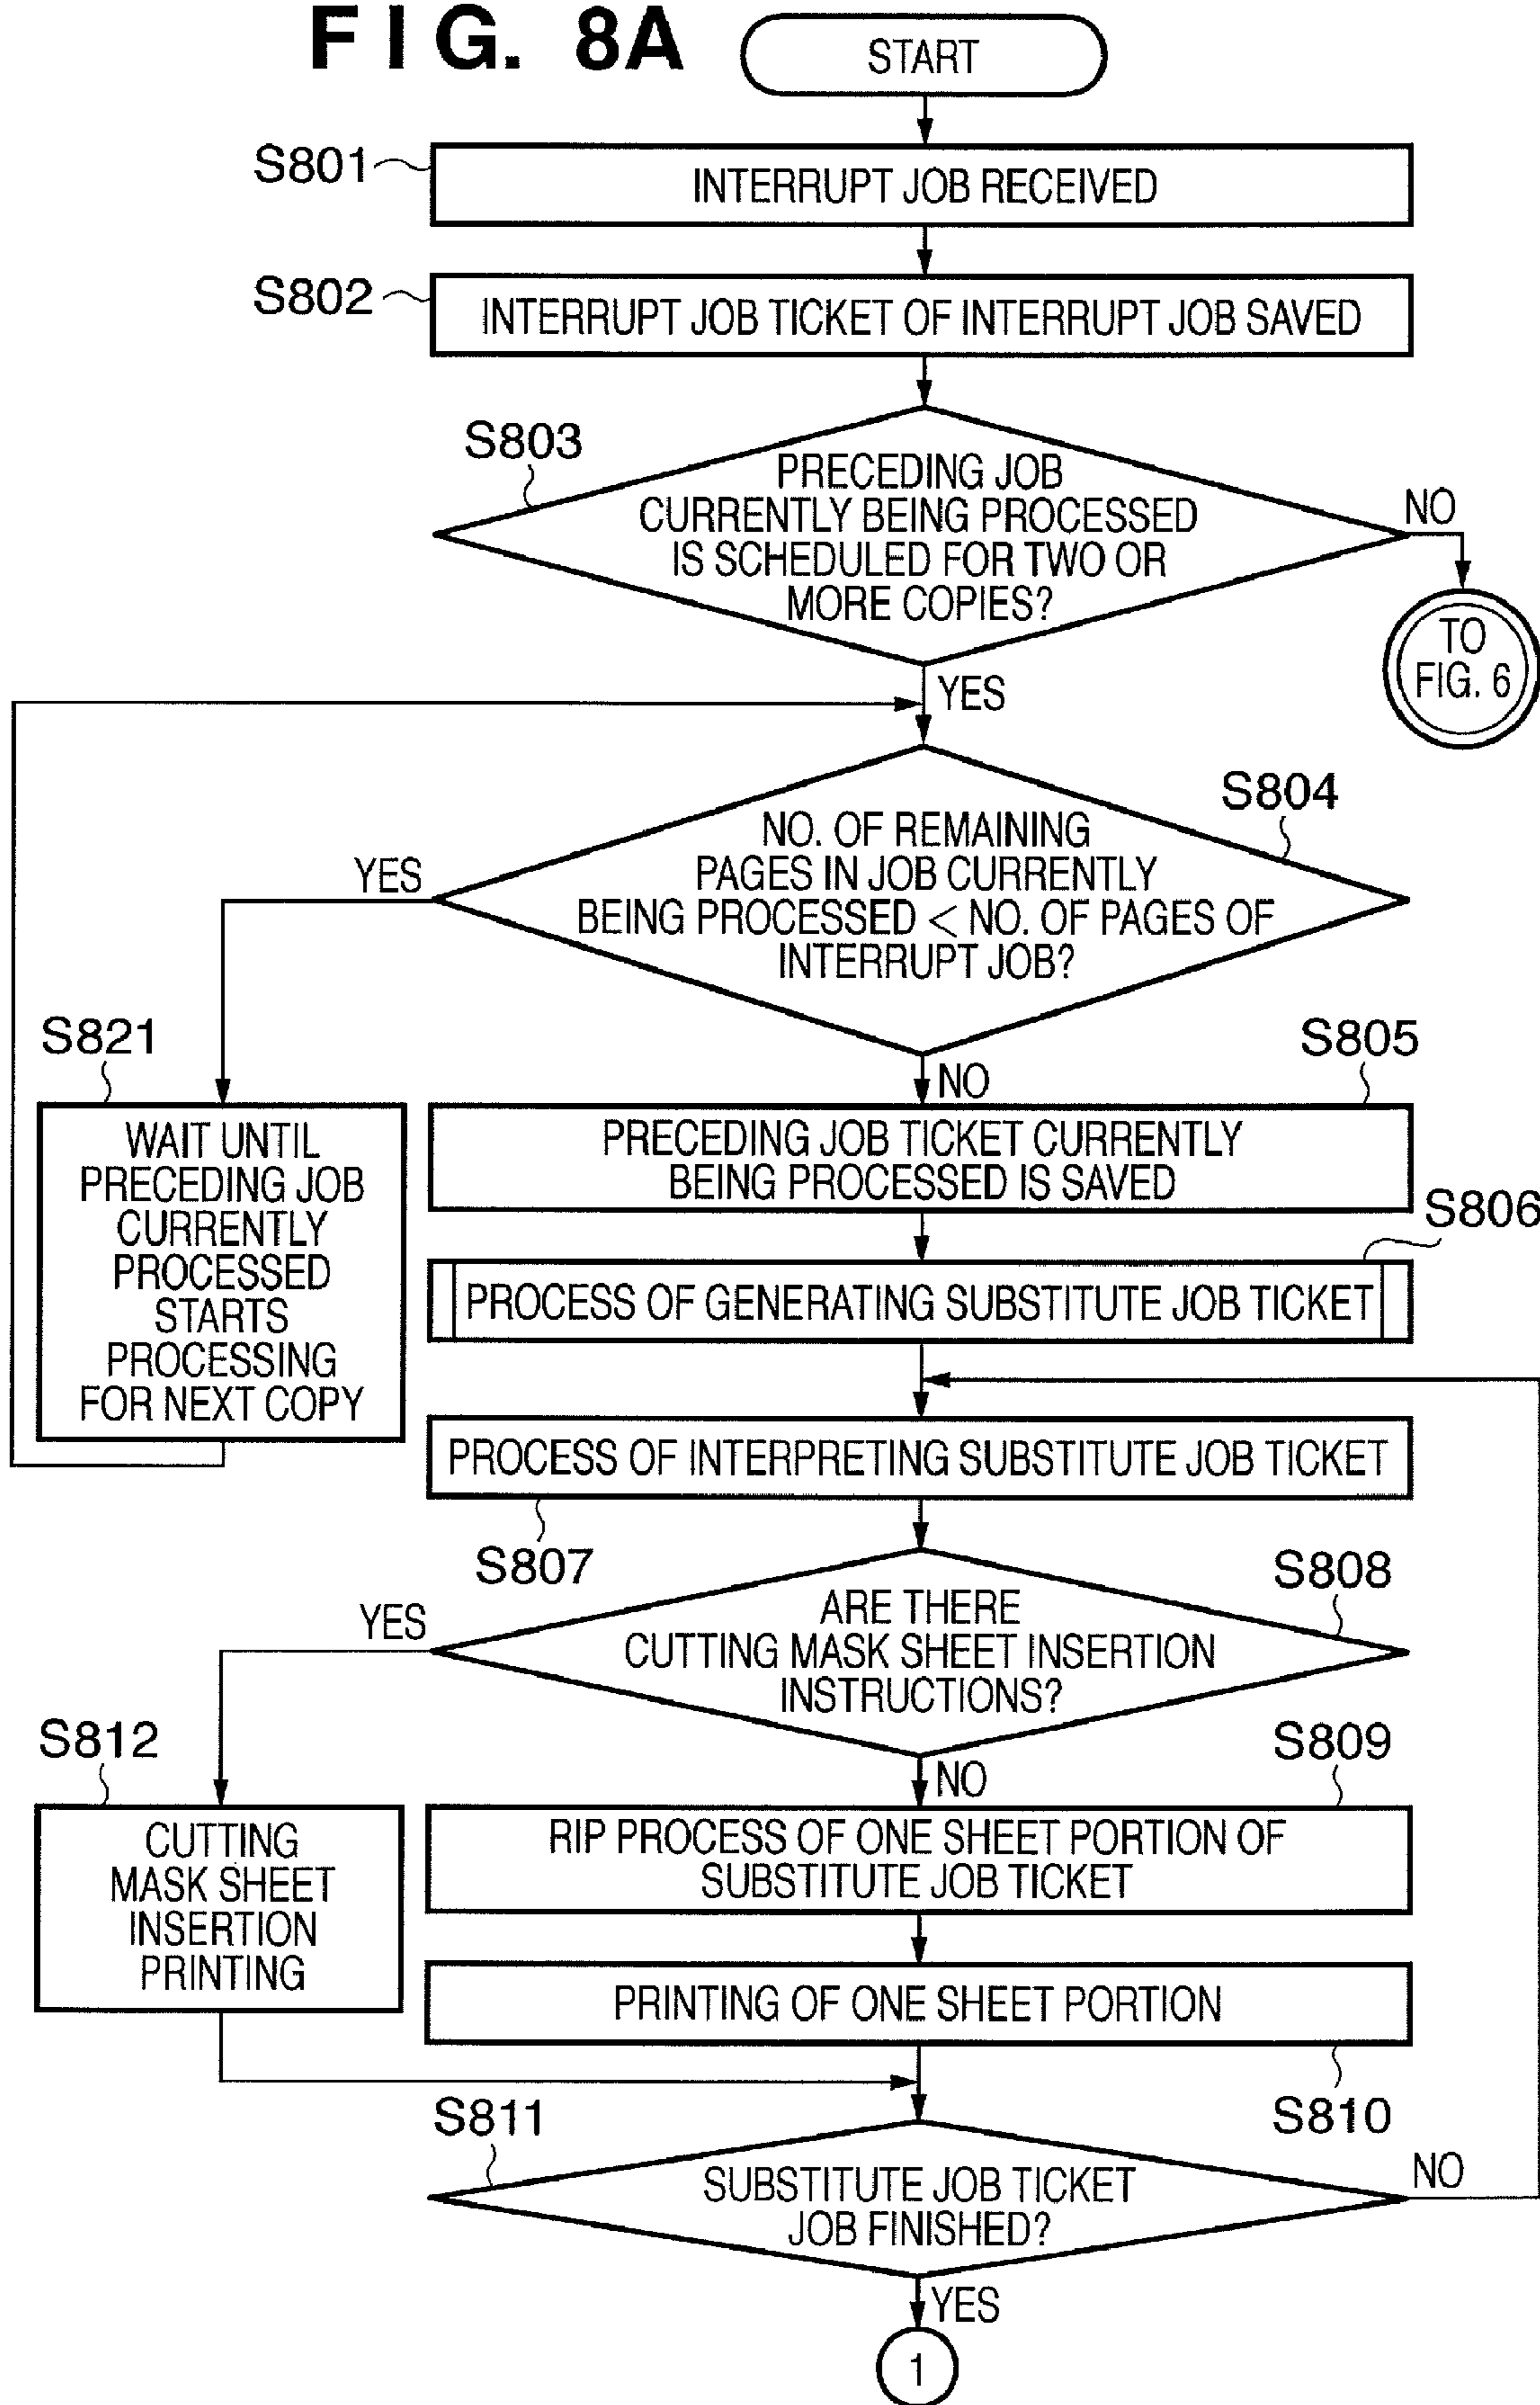 FIG. 8A
START
S801
INTERRUPT JOB RECEIVED
S802
INTERRUPT JOB TICKET OF INTERRUPT JOB SAVED
S803
PRECEDING JOB
CURRENTLY BEING PROCESSED
IS SCHEDULED FOR TWO OR
MORE COPIES?
NO
TO
FIG. 6
YES
S804
NO. OF REMAINING
PAGES IN JOB CURRENTLY
BEING PROCESSED < NO. OF PAGES OF
INTERRUPT JOB?
YES
S821
WAIT UNTIL
PRECEDING JOB
CURRENTLY
PROCESSED
STARTS
PROCESSING
FOR NEXT COPY
NO
S805
PRECEDING JOB TICKET CURRENTLY
BEING PROCESSED IS SAVED
S806
PROCESS OF GENERATING SUBSTITUTE JOB TICKET
PROCESS OF INTERPRETING SUBSTITUTE JOB TICKET
S807
S808
ARE THERE
CUTTING MASK SHEET INSERTION
INSTRUCTIONS?
YES
S812
CUTTING
MASK SHEET
INSERTION
PRINTING
NO
S809
RIP PROCESS OF ONE SHEET PORTION OF
SUBSTITUTE JOB TICKET
PRINTING OF ONE SHEET PORTION
S810
S811
SUBSTITUTE JOB TICKET
JOB FINISHED?
NO
YES
1